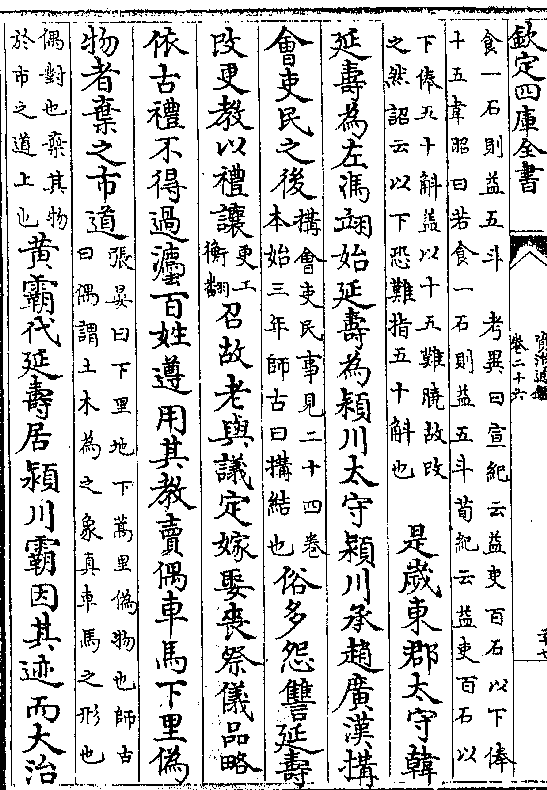 欽定四庫全書
資治通鑑
卷二十六
食一石則益五斗 考異曰宣紀云益吏百石以下俸
十五韋昭曰若食一石則益五斗荀紀云益吏百石以
下俸五十斛蓋以十五難曉故改
之然詔云以下恐難指五十斛也
是歲東郡太守韓
延壽為左馮翊始延壽為潁川太守潁川承趙廣漢搆
會吏民之後
搆會吏民事見二十四卷
本始三年師古曰搆結也
俗多怨讐延壽
改更教以禮讓
更工
衡翻
召故老與議定嫁娶喪祭儀品略
依古禮不得過灋百姓遵用其教賣偶車馬下里偽
物者棄之市道
張晏曰下里地下蒿里偽物也師古
曰偶謂土木為之象真車馬之形也
偶對也棄其物
於市之道上也
黄霸代延壽居潁川霸因其迹而大治